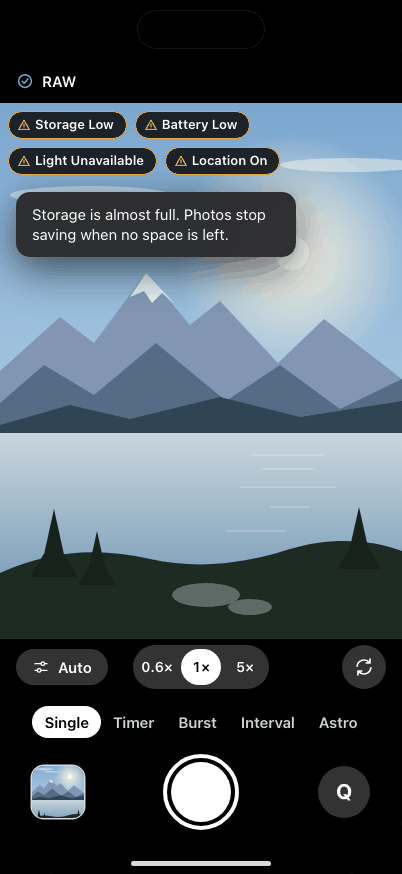 RAW
Storage Low
Battery Low
Light Unavailable
Location On
Storage is almost full. Photos stop
saving when no space is left.
Auto
0.6×
1×
5×
Single
Timer
Burst
Interval
Astro
Q